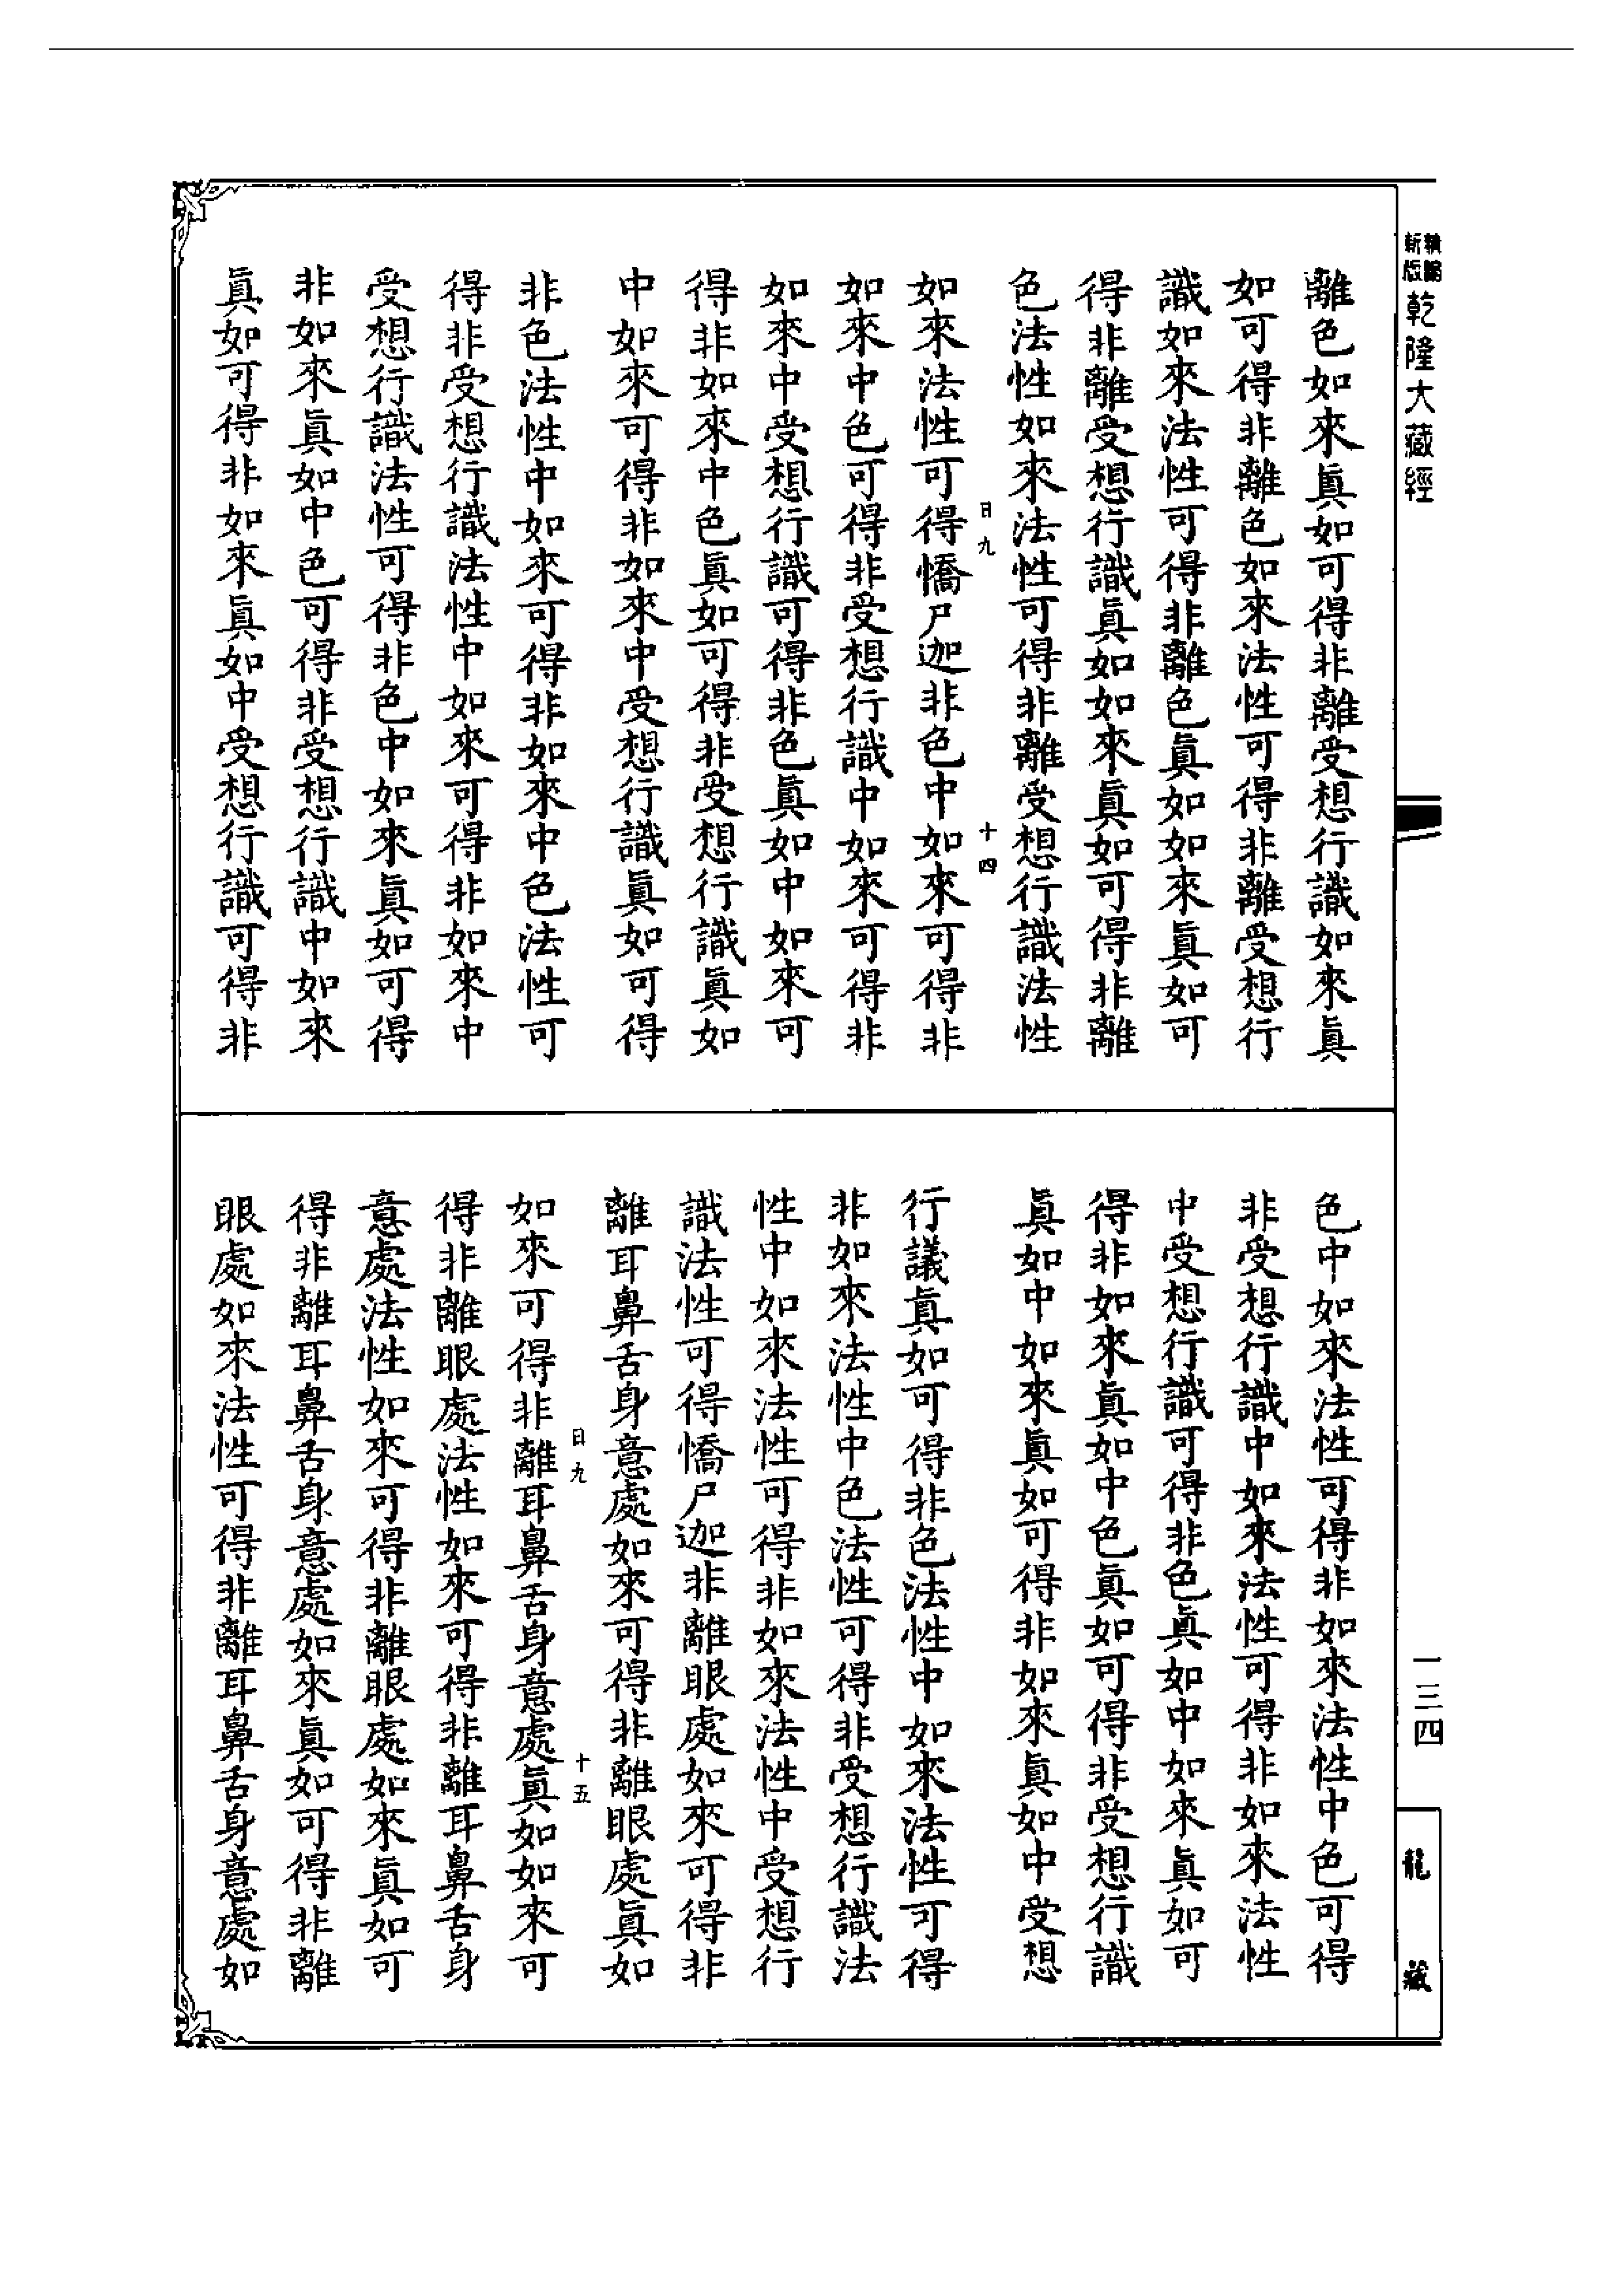 新版精縮乾隆大藏經
離色如來眞如可得非離受想行識如來眞
如可得非離色如來法性可得非離受想行
識如來法性可得非離色眞如如來眞如可
得非離受想行識眞如如來眞如可得非離
色法性如來法性可得非離受想行識法性
日九 十四
如來法性可得憍尸迦非色中如來可得非
如來中色可得非受想行識中如來可得非
如來中受想行識可得非色眞如中如來可
得非如來中色眞如可得非受想行識眞如
中如來可得非如來中受想行識眞如可得
非色法性中如來可得非如來中色法性可
得非受想行識法性中如來可得非如來中
受想行識法性可得非色中如來眞如可得
非如來眞如中色可得非受想行識中如來
眞如可得非如來眞如中受想行識可得非
色中如來法性可得非如來法性中色可得
非受想行識中如來法性可得非如來法性
中受想行識可得非色眞如中如來眞如可
得非如來眞如中色眞如可得非受想行識
眞如中如來眞如可得非如來眞如中受想
行議眞如可得非色法性中如來法性可得
非如來法性中色法性可得非受想行識法
性中如來法性可得非如來法性中受想行
識法性可得憍尸迦非離眼處如來可得非
離耳鼻舌身意處如來可得非離眼處眞如
日九 十五
如來可得非離耳鼻舌身意處眞如如來可
得非離眼處法性如來可得非離耳鼻舌身
意處法性如來可得非離眼處如來眞如可
得非離耳鼻舌身意處如來眞如可得非離
眼處如來法性可得非離耳鼻舌身意處如
一三四
龍藏